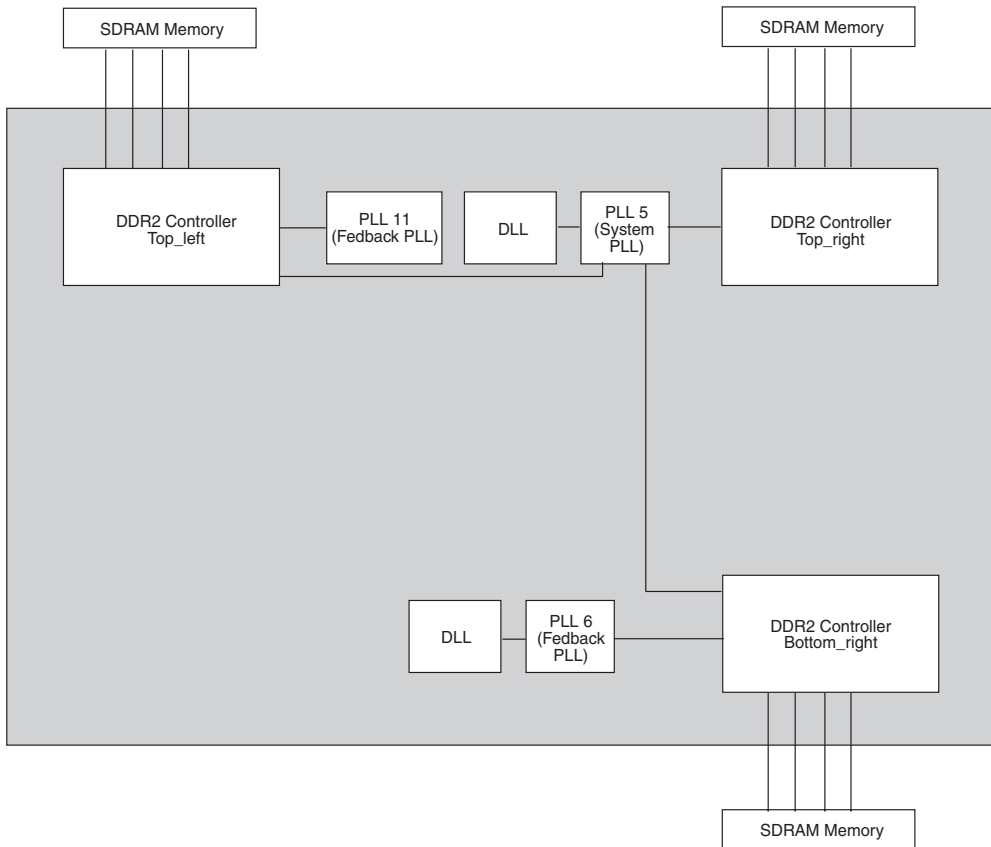 SDRAM Memory
SDRAM Memory
DDR2 Controller
Top_left
PLL 11
(Fedback PLL)
DLL
PLL 5
(System
PLL)
DDR2 Controller
Top_right
DLL
PLL 6
(Fedback
PLL)
DDR2 Controller
Bottom_right
SDRAM Memory